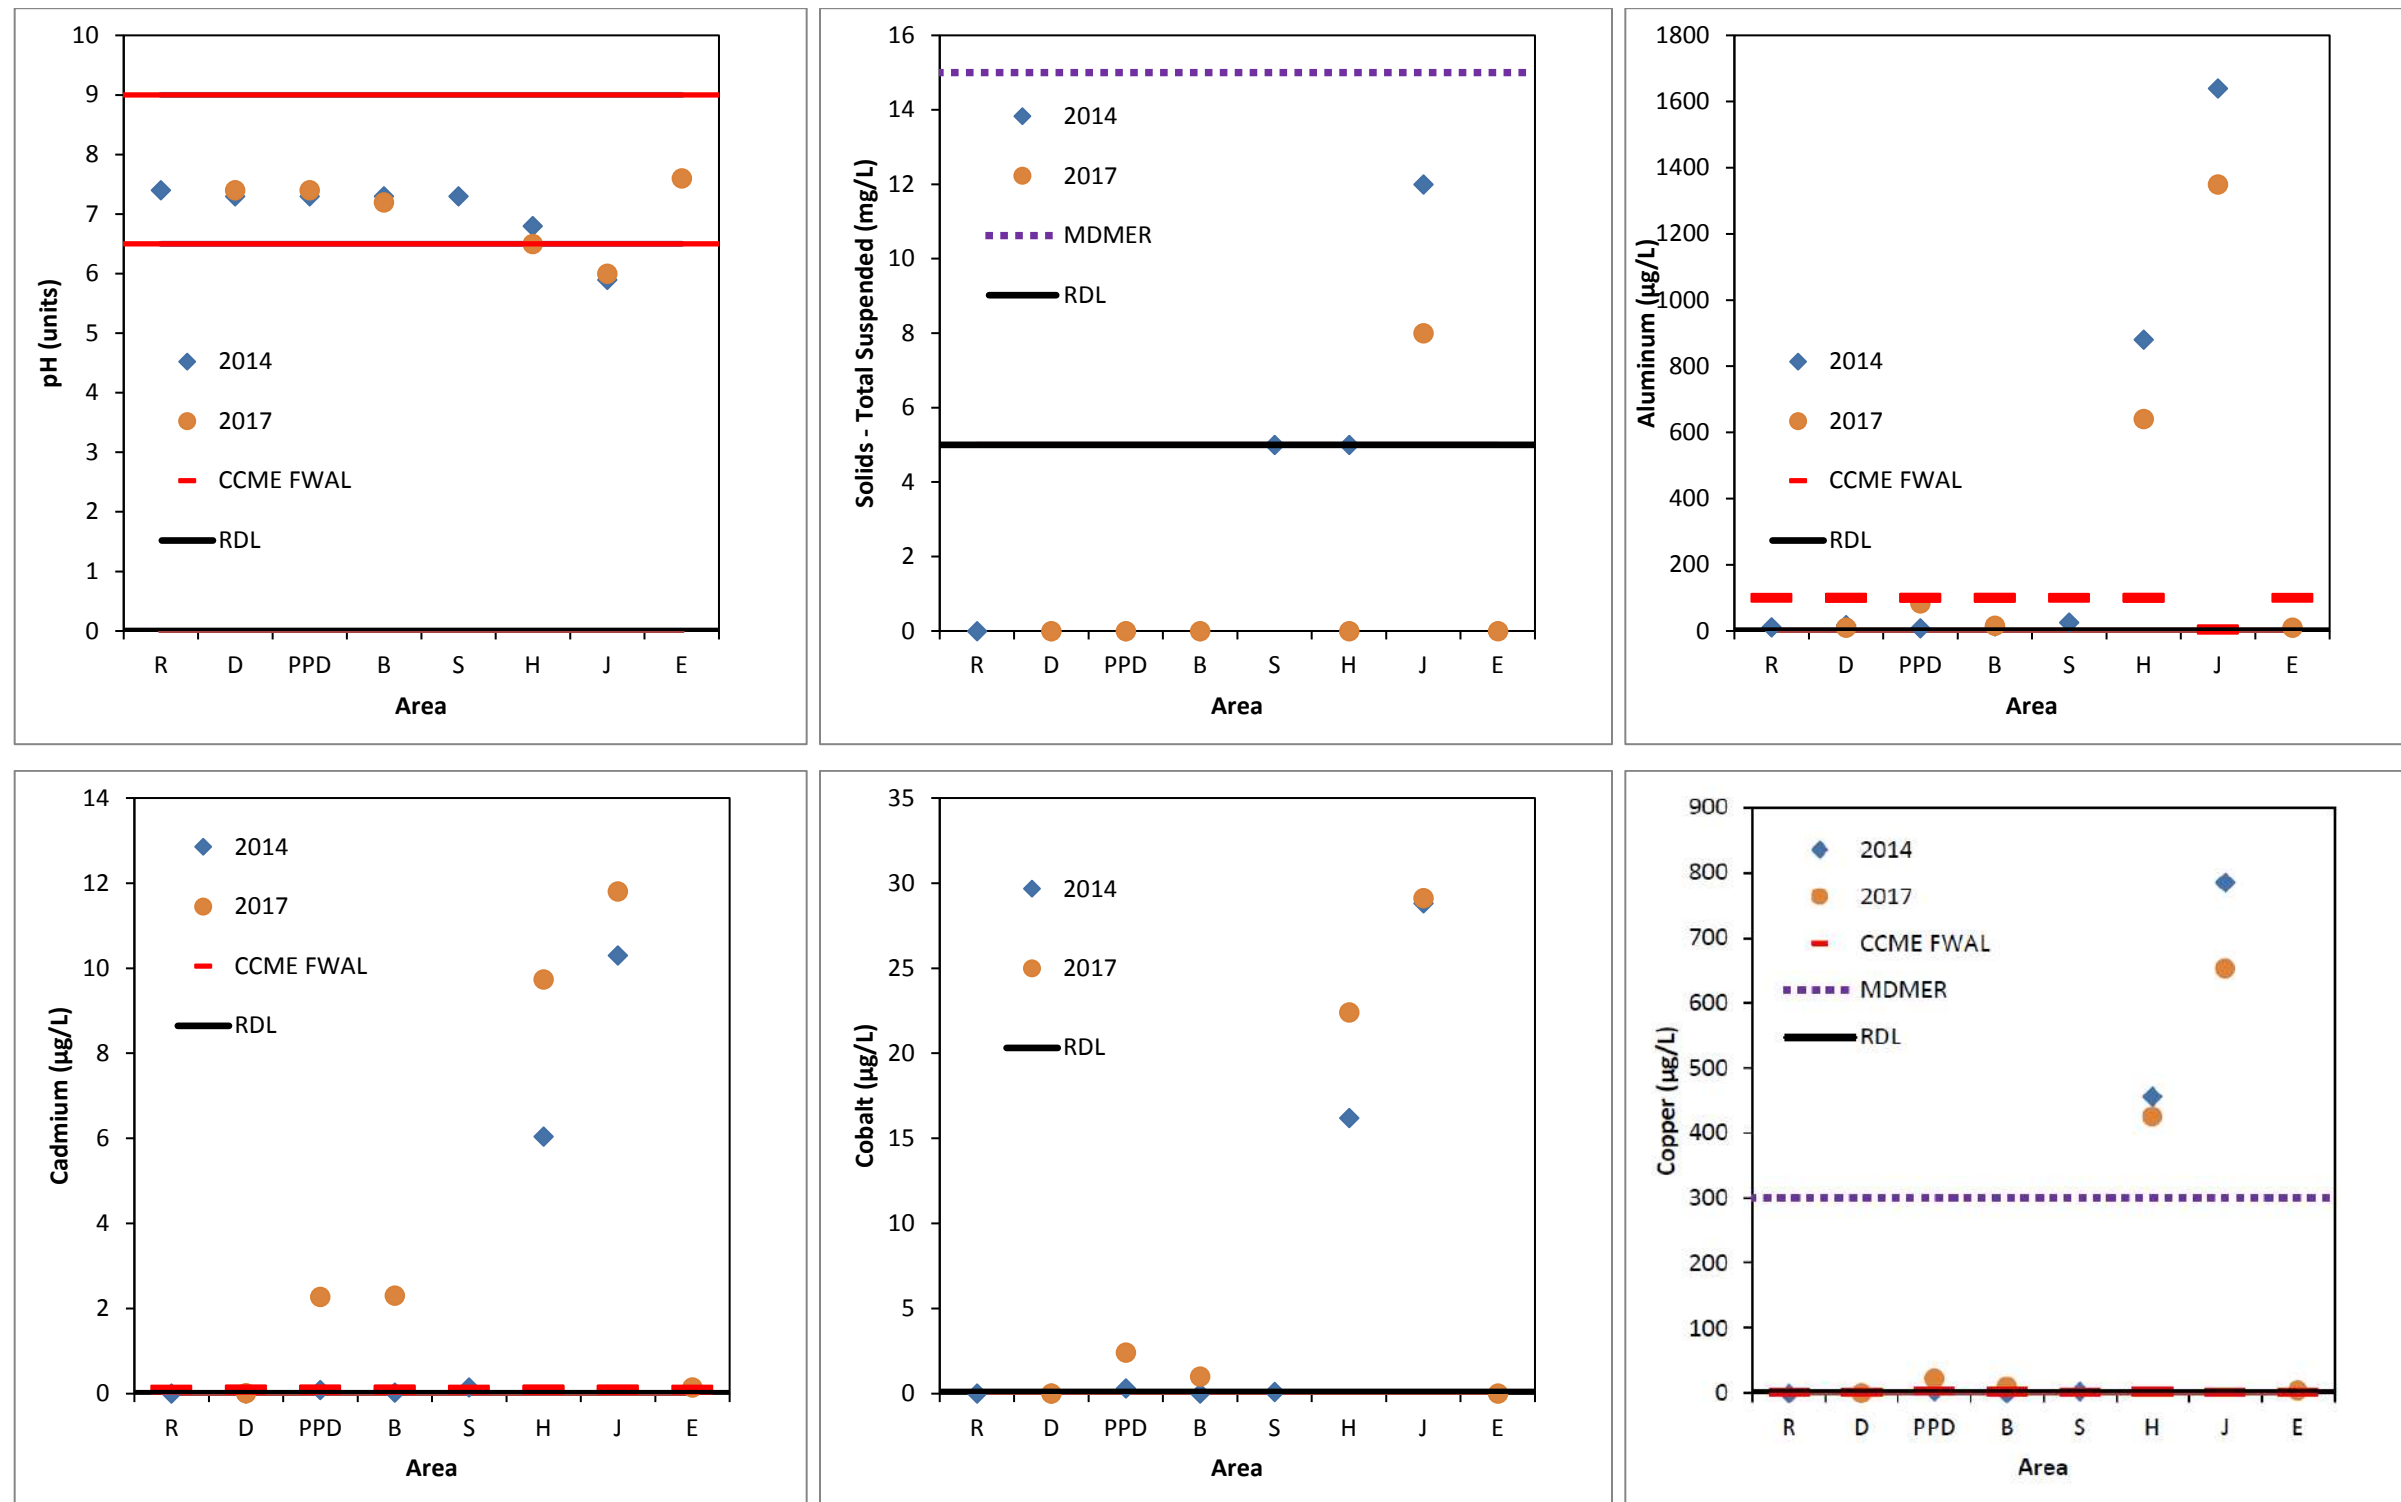 pH (units)
10
9
8
7
6
5
4
3
2
1
0
2014
2017
CCME FWAL
RDL
R D PPD B S H J E
Area
Solids - Total Suspended (mg/L)
16
14
12
10
8
6
4
2
0
2014
2017
MDMER
RDL
R D PPD B S H J E
Area
Aluminum (µg/L)
1800
1600
1400
1200
1000
800
600
400
200
0
2014
2017
CCME FWAL
RDL
R D PPD B S H J E
Area
Cadmium (µg/L)
14
12
10
8
6
4
2
0
2014
2017
CCME FWAL
RDL
R D PPD B S H J E
Area
Cobalt (µg/L)
35
30
25
20
15
10
5
0
2014
2017
RDL
R D PPD B S H J E
Area
Copper (µg/L)
900
800
700
600
500
400
300
200
100
0
2014
2017
CCME FWAL
MDMER
RDL
R D PPD B S H J E
Area